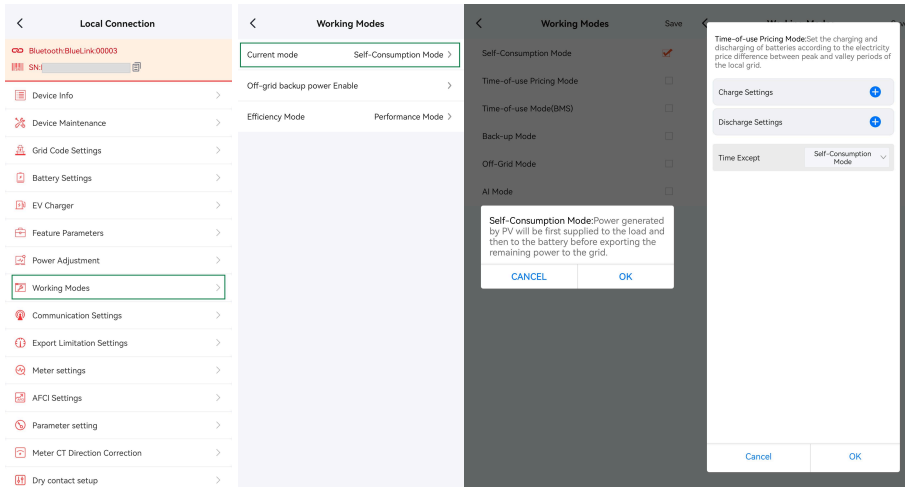 Local Connection
Bluetooth:BlueLink:00003
SN:
Device Info
Device Maintenance
Grid Code Settings
Battery Settings
EV Charger
Feature Parameters
Power Adjustment
Working Modes
Communication Settings
Export Limitation Settings
Meter settings
AFCI Settings
Parameter setting
Meter CT Direction Correction
Dry contact setup
Working Modes
Current mode Self-Consumption Mode
Off-grid backup power Enable
Efficiency Mode Performance Mode
Working Modes Save
Self-Consumption Mode
Time-of-use Pricing Mode
Time-of-use Mode(BMS)
Back-up Mode
Off-Grid Mode
AI Mode
Self-Consumption Mode:Power generated
by PV will be first supplied to the load and
then to the battery before exporting the
remaining power to the grid.
CANCEL OK
Time-of-use Pricing Mode:Set the charging and
discharging of batteries according to the electricity
price difference between peak and valley periods of
the local grid.
Charge Settings
Discharge Settings
Time Except Self-Consumption
Mode
Cancel OK